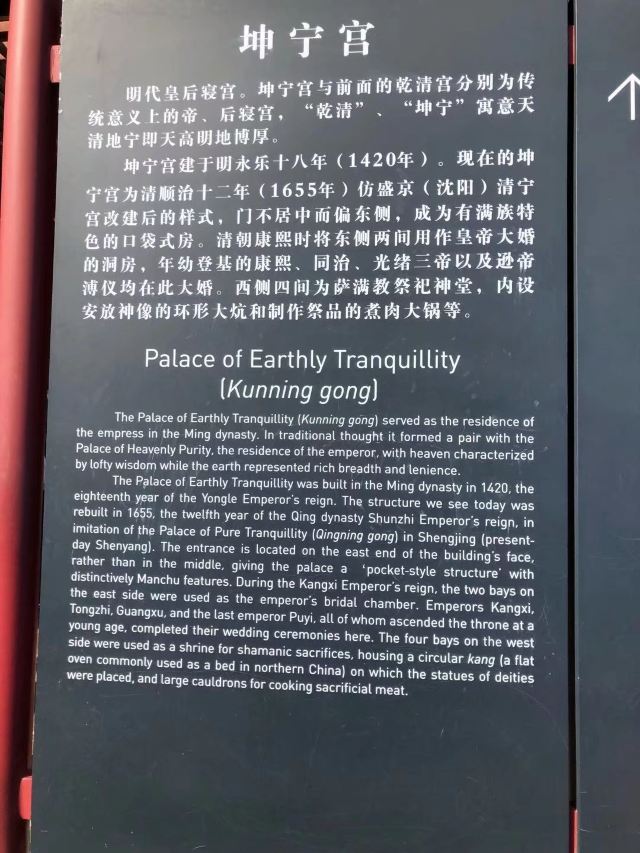 坤宁宫
明代皇后寝宫。坤宁宫与前面的乾清宫分别为传
统意义上的帝、后寝宫，“乾清”、“坤宁”寓意天
清地宁即天高明地博厚。
坤宁宫建于明永乐十八年（1420年）。现在的坤
宁宫为清顺治十二年（1655年）仿盛京（沈阳）清宁
宫改建后的样式，门不居中而偏东侧，成为有满族特
色的口袋式房。清朝康熙时将东侧两间用作皇帝大婚
的洞房，年幼登基的康熙、同治、光绪三帝以及逊帝
溥仪均在此大婚。西侧四间为萨满教祭祀神堂，内设
安放神像的环形大炕和制作祭品的煮肉大锅等。
Palace of Earthly Tranquillity
(Kunning gong)
The Palace of Earthly Tranquillity (Kunning gong) served as the residence of
the empress in the Ming dynasty. In traditional thought it formed a pair with the
Palace of Heavenly Purity, the residence of the emperor, with heaven characterized
by lofty wisdom while the earth represented rich breadth and lenience.
The Palace of Earthly Tranquillity was built in the Ming dynasty in 1420, the
eighteenth year of the Yongle Emperor's reign. The structure we see today was
rebuilt in 1655, the twelfth year of the Qing dynasty Shunzhi Emperor's reign, in
imitation of the Palace of Pure Tranquillity (Qingning gong) in Shengjing (present-
day Shenyang). The entrance is located on the east end of the building's face,
rather than in the middle, giving the palace a 'pocket-style structure' with
distinctively Manchu features. During the Kangxi Emperor's reign, the two bays on
the east side were used as the emperor's bridal chamber. Emperors Kangxi,
Tongzhi, Guangxu, and the last emperor Puyi, all of whom ascended the throne at a
young age, completed their wedding ceremonies here. The four bays on the west
side were used as a shrine for shamanic sacrifices, housing a circular kang (a flat
oven commonly used as a bed in northern China) on which the statues of deities
were placed, and large cauldrons for cooking sacrificial meat.